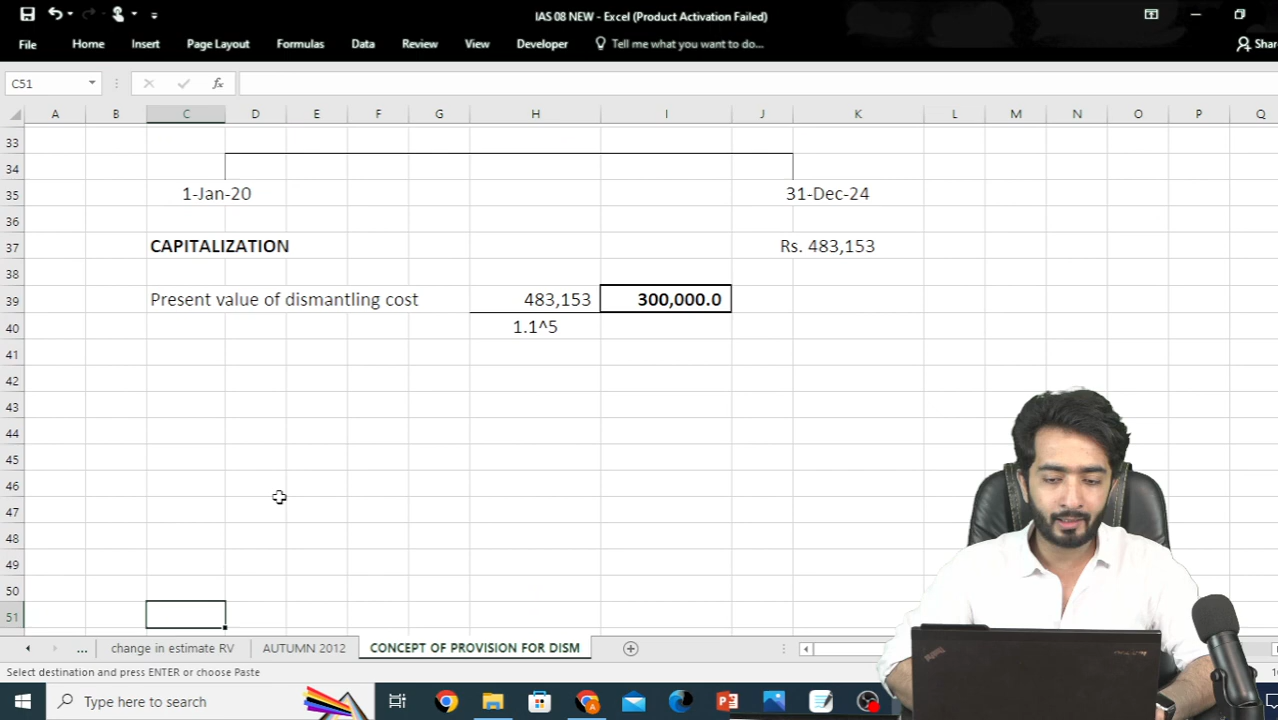 IAS 08 NEW - Excel (Product Activation Failed)
File Home Insert Page Layout Formulas Data Review View Developer Tell me what you want to do... Shar
C51 fx
A B C D E F G H I J K L M N O P Q
33
34
35 1-Jan-20 31-Dec-24
36
37 CAPITALIZATION Rs. 483,153
38
39 Present value of dismantling cost 483,153 300,000.0
40 1.1^5
41
42
43
44
45
46
47
48
49
50
51
... change in estimate RV AUTUMN 2012 CONCEPT OF PROVISION FOR DISM
Select destination and press ENTER or choose Paste
Type here to search